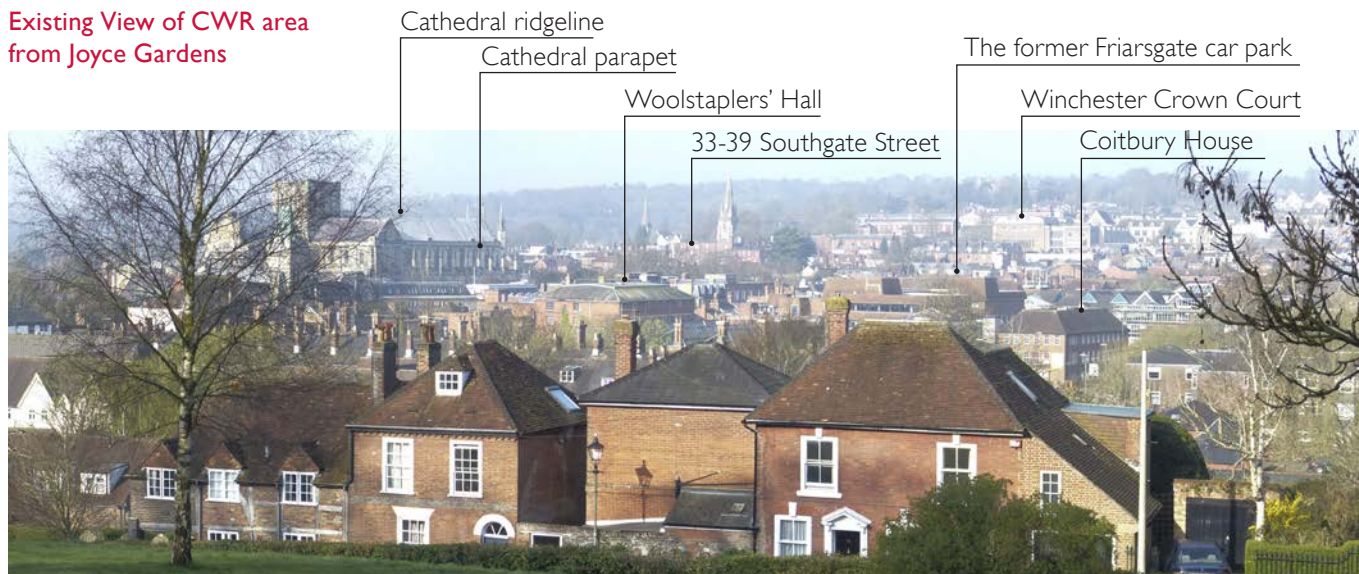 Existing View of CWR area
from Joyce Gardens
Cathedral ridgeline
Cathedral parapet
Woolstaplers' Hall
33-39 Southgate Street
The former Friarsgate car park
Winchester Crown Court
Coitbury House